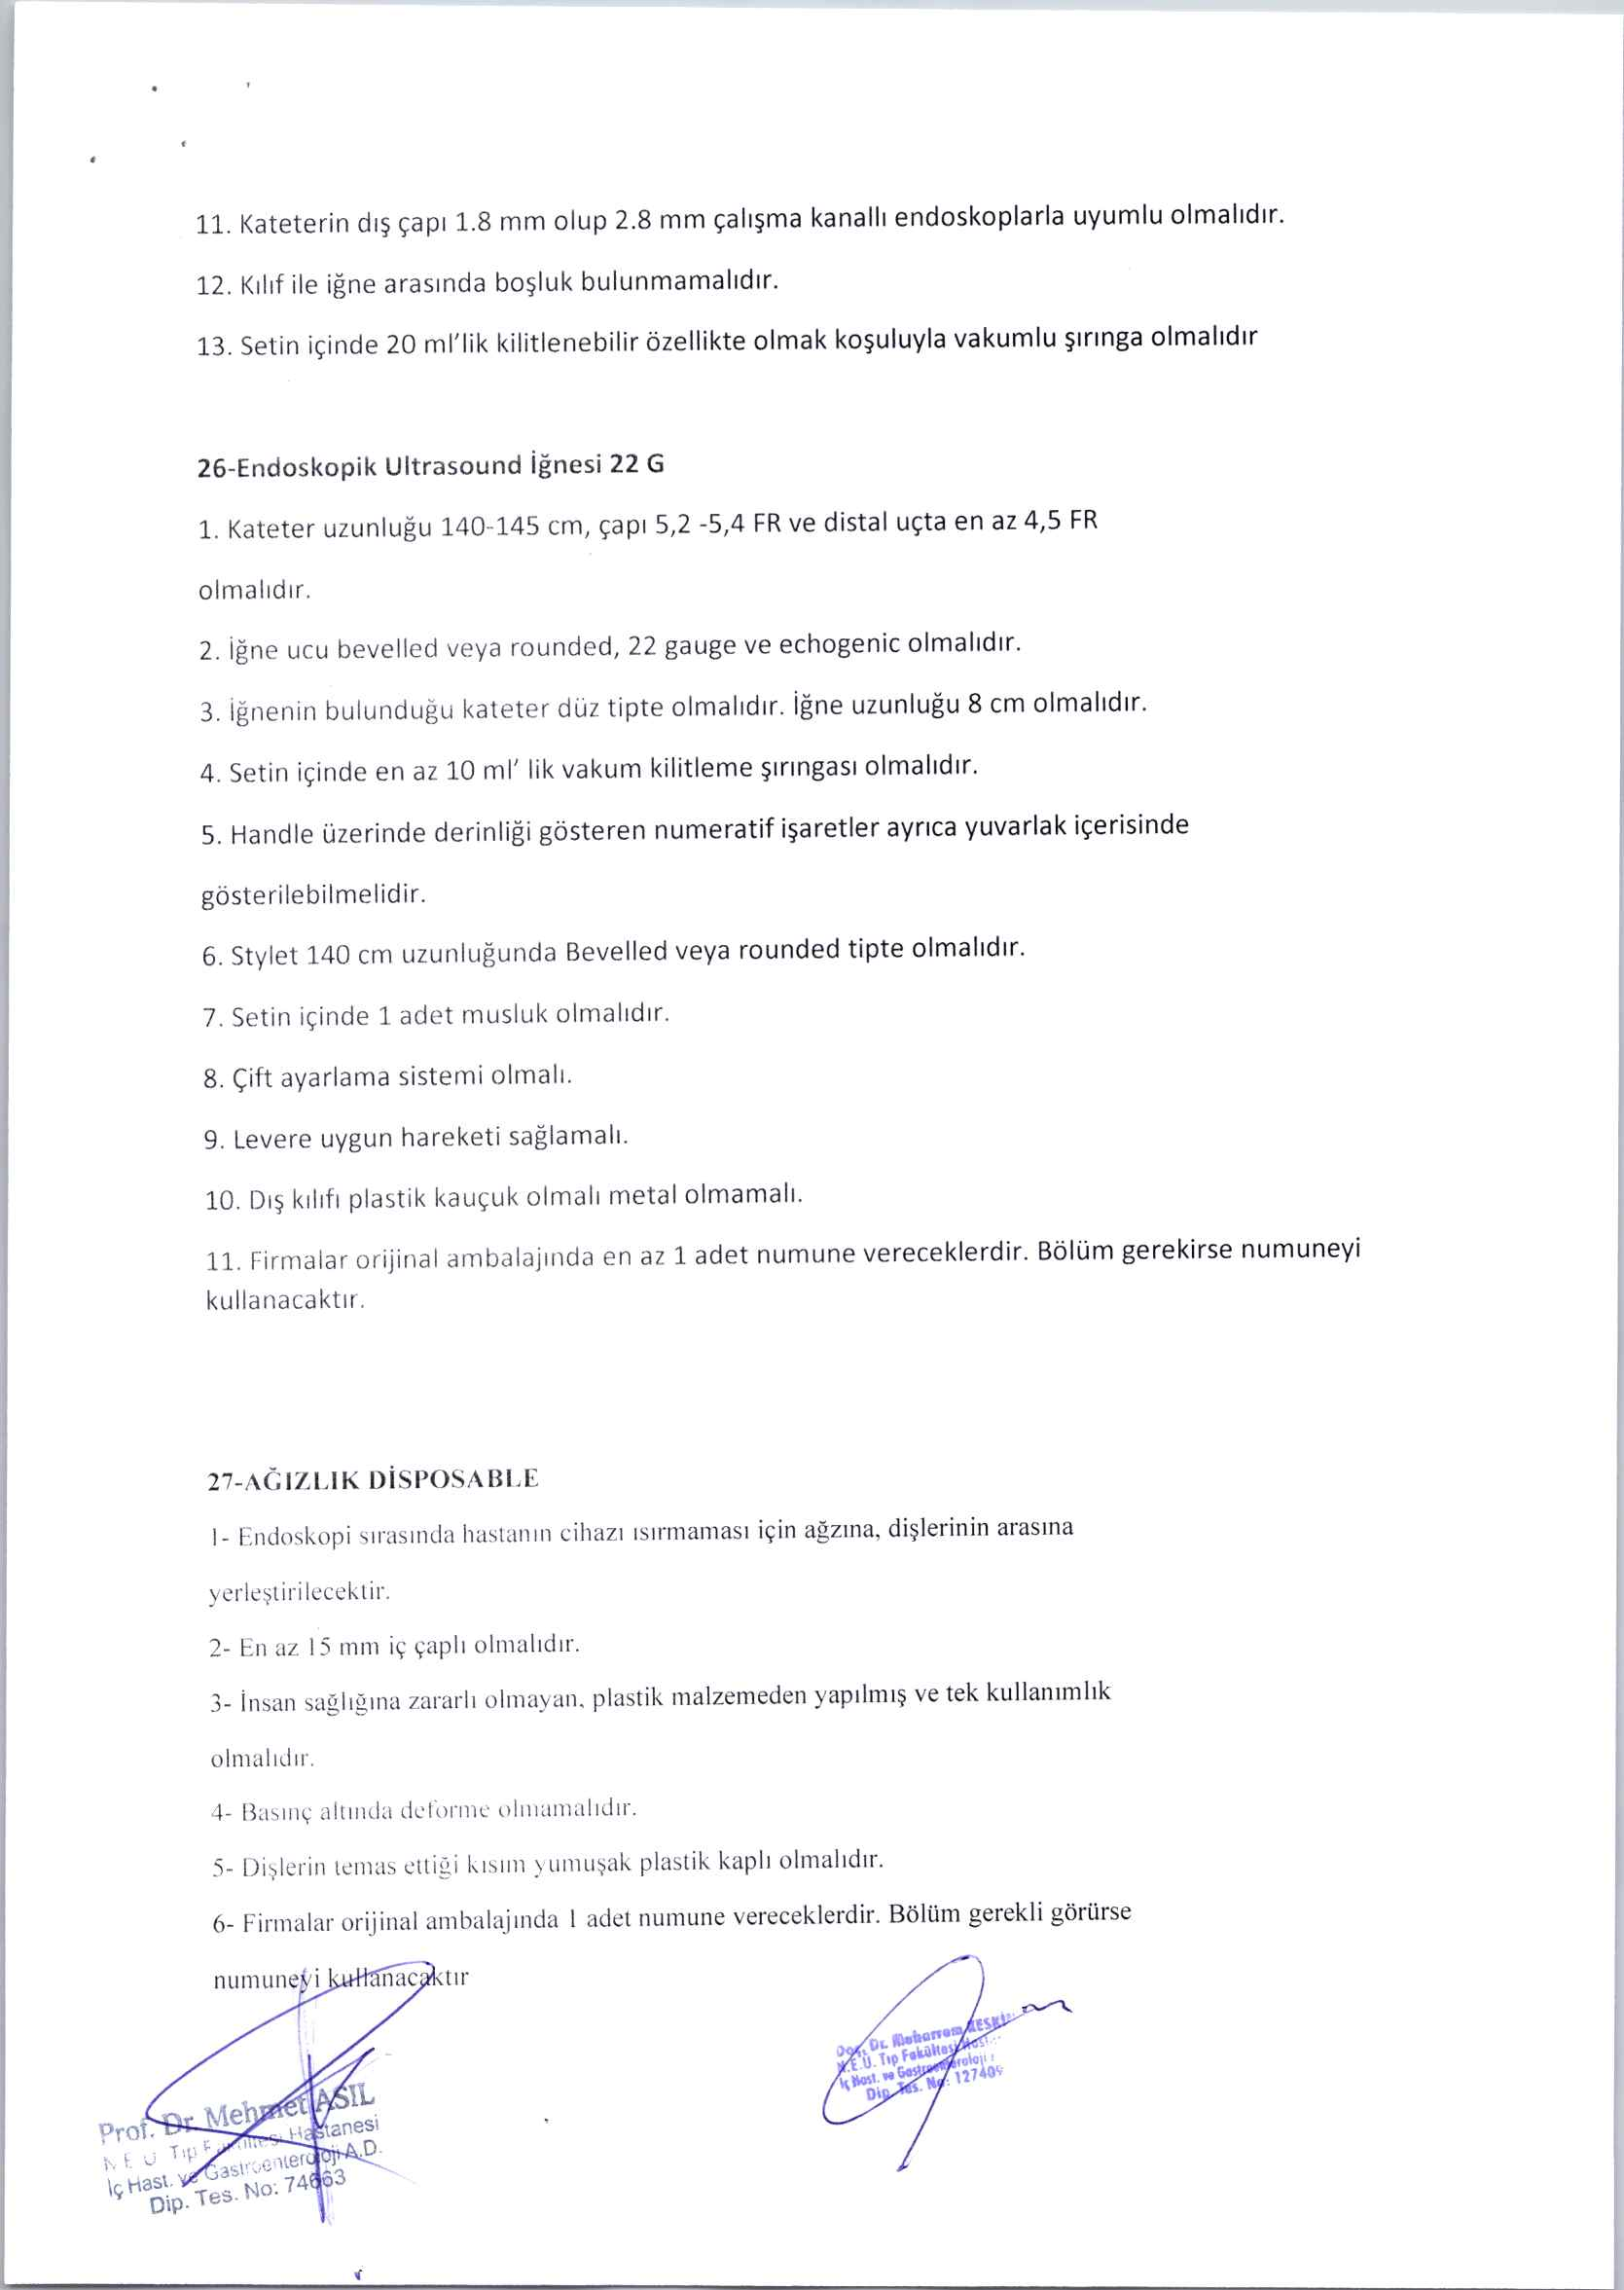 11. Kateterin dış çapı 1.8 mm olup 2.8 mm çalışma kanallı endoskoplarla uyumlu olmalıdır.
12. Kılıf ile iğne arasında boşluk bulunmamalıdır.
13. Setin içinde 20 ml’lik kilitlenebilir özellikte olmak koşuluyla vakumlu şırınga olmalıdır
26-Endoskopik Ultrasound İğnesi 22 G
1. Kateter uzunluğu 140-145 cm, çapı 5,2 -5,4 FR ve distal uçta en az 4,5 FR
olmalıdır.
2. İğne ucu bevelled veya rounded, 22 gauge ve echogenic olmalıdır.
3. İğnenin bulunduğu kateter düz tipte olmalıdır. İğne uzunluğu 8 cm olmalıdır.
4. Setin içinde en az 10 ml’ lik vakum kilitleme şırıngası olmalıdır.
5. Handle üzerinde derinliği gösteren numeratif işaretler ayrıca yuvarlak içerisinde
gösterilebilmelidir.
6. Stylet 140 cm uzunluğunda Bevelled veya rounded tipte olmalıdır.
7. Setin içinde 1 adet musluk olmalıdır.
8. Çift ayarlama sistemi olmalı.
9. Levere uygun hareketi sağlamalı.
10. Dış kılıfı plastik kauçuk olmalı metal olmamalı.
11. Firmalar orijinal ambalajında en az 1 adet numune vereceklerdir. Bölüm gerekirse numuneyi
kullanacaktır.
27-AĞIZLIK DİSPOSABLE
1- Endoskopi sırasında hastanın cihazı ısırmaması için ağzına, dişlerinin arasına
yerleştirilecektir.
2- En az 15 mm iç çaplı olmalıdır.
3- İnsan sağlığına zararlı olmayan, plastik malzemeden yapılmış ve tek kullanımlık
olmalıdır.
4- Basınç altında deforme olmamalıdır.
5- Dişlerin temas ettiği kısım yumuşak plastik kaplı olmalıdır.
6- Firmalar orijinal ambalajında 1 adet numune vereceklerdir. Bölüm gerekli görürse
numuneyi kullanacaktır
Prof. Dr. Mehmet ASIL
N.E.Ü. Tıp Fakültesi Hastanesi
İç Hast. ve Gastroenteroloji A.D.
Dip. Tes. No: 74663
Doç. Dr. Muharrem KESKİN
N.E.Ü. Tıp Fakültesi
İç Hast. ve Gastroenteroloji
Dip. Tes. No: 127409